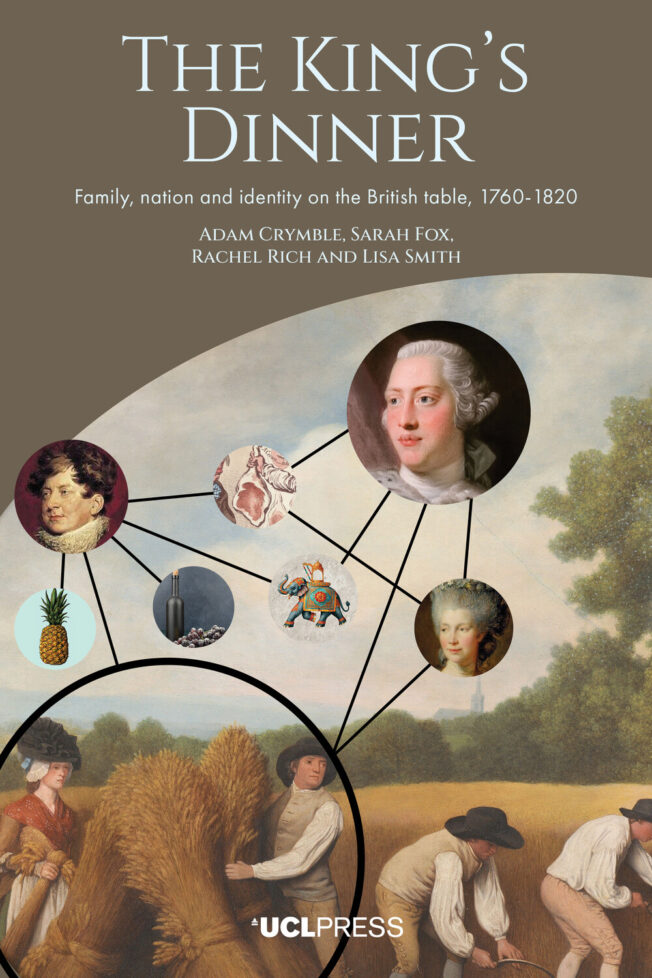 THE KING'S
DINNER
Family, nation and identity on the British table, 1760-1820
ADAM CRYMBLE, SARAH FOX,
RACHEL RICH AND LISA SMITH
UCLPRESS